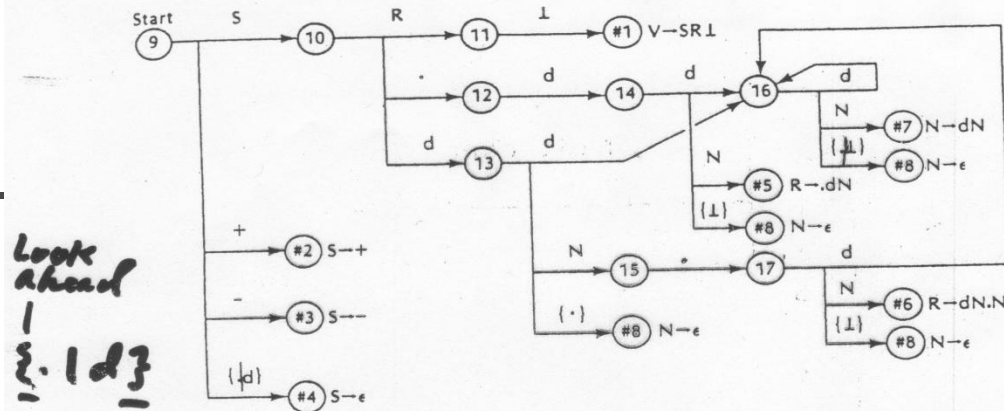 Start
9 S 10 R 11 ⊥ #1 V→SR⊥
. 12 d 14 d 16 d
N #7 N→dN
#8 N→ϵ
d 13 d
N #5 R→.dN
{⊥} #8 N→ϵ
+ #2 S→+
N 15 . 17 d
N #6 R→dN.N
{⊥} #8 N→ϵ
- #3 S→-
{.} #8 N→ϵ
#4 S→ϵ
Look
ahead
|
{. | d}